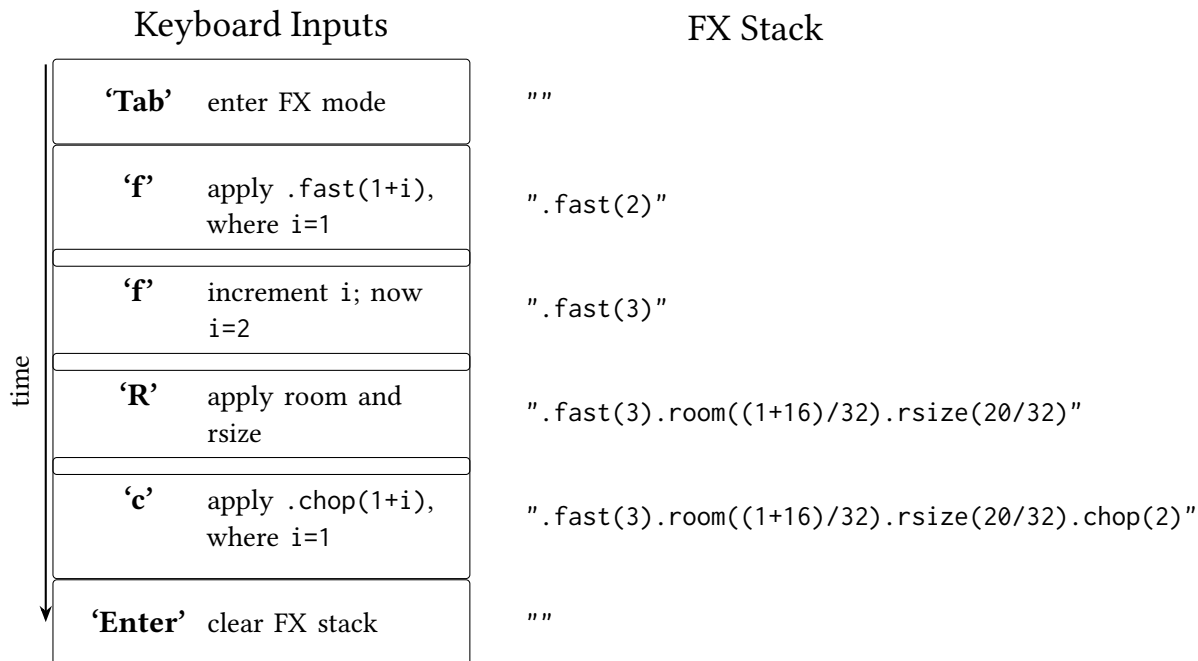 Keyboard Inputs
FX Stack
‘Tab’ enter FX mode
""
‘f’ apply .fast(1+i),
where i=1
".fast(2)"
‘f’ increment i; now
i=2
".fast(3)"
‘R’ apply room and
rsize
".fast(3).room((1+16)/32).rsize(20/32)"
‘c’ apply .chop(1+i),
where i=1
".fast(3).room((1+16)/32).rsize(20/32).chop(2)"
‘Enter’ clear FX stack
""
time